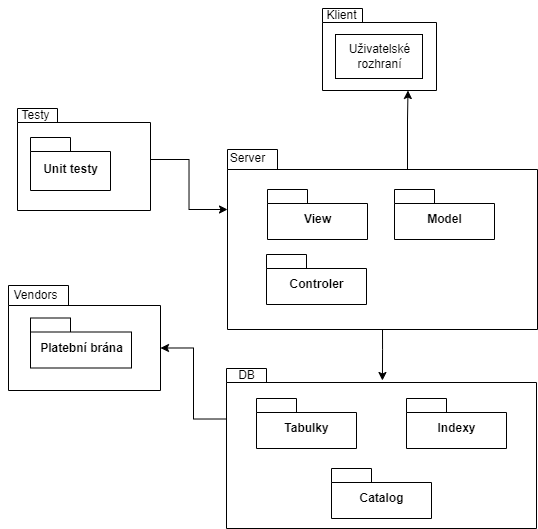 Klient
Uživatelské
rozhraní
Testy
Unit testy
Server
View
Model
Controler
Vendors
Platební brána
DB
Tabulky
Indexy
Catalog